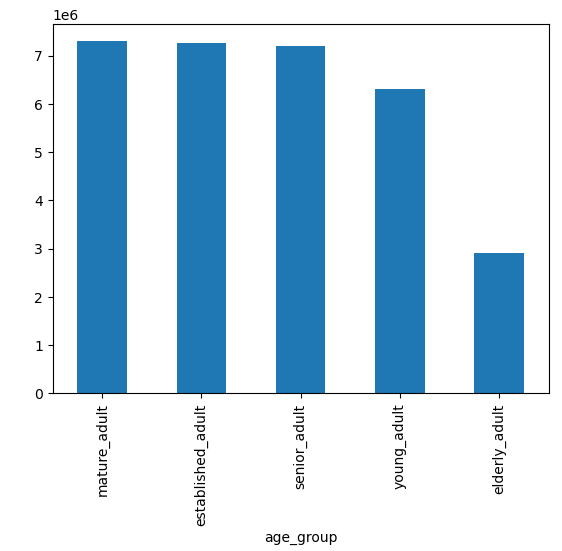 1e6
7
6
5
4
3
2
1
0
mature_adult
established_adult
senior_adult
young_adult
elderly_adult
age_group